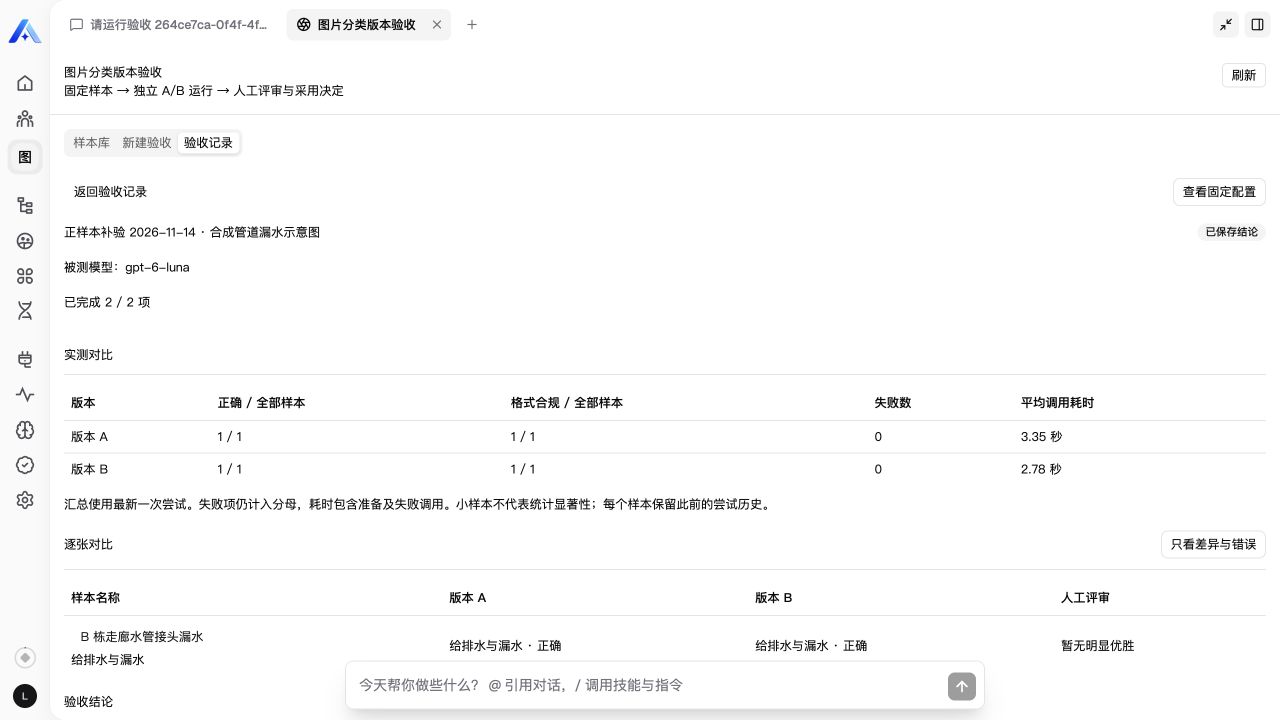 请运行验收 264ce7ca-0f4f-4f...
图片分类版本验收
图片分类版本验收
固定样本 → 独立 A/B 运行 → 人工评审与采用决定
刷新
图
样本库
新建验收
验收记录
返回验收记录
查看固定配置
正样本补验 2026-11-14 · 合成管道漏水示意图
已保存结论
被测模型：gpt-6-luna
已完成 2 / 2 项
实测对比
版本 正确 / 全部样本 格式合规 / 全部样本 失败数 平均调用耗时
版本 A 1 / 1 1 / 1 0 3.35 秒
版本 B 1 / 1 1 / 1 0 2.78 秒
汇总使用最新一次尝试。失败项仍计入分母，耗时包含准备及失败调用。小样本不代表统计显著性；每个样本保留此前的尝试历史。
逐张对比
只看差异与错误
样本名称 版本 A 版本 B 人工评审
B 栋走廊水管接头漏水
给排水与漏水
给排水与漏水 · 正确 给排水与漏水 · 正确 暂无明显优胜
今天帮你做些什么？ @ 引用对话，/ 调用技能与指令
验收结论
L